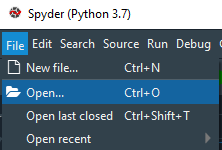 Spyder (Python 3.7)
File Edit Search Source Run Debug
New file... Ctrl+N
Open... Ctrl+O
Open last closed Ctrl+Shift+T
Open recent